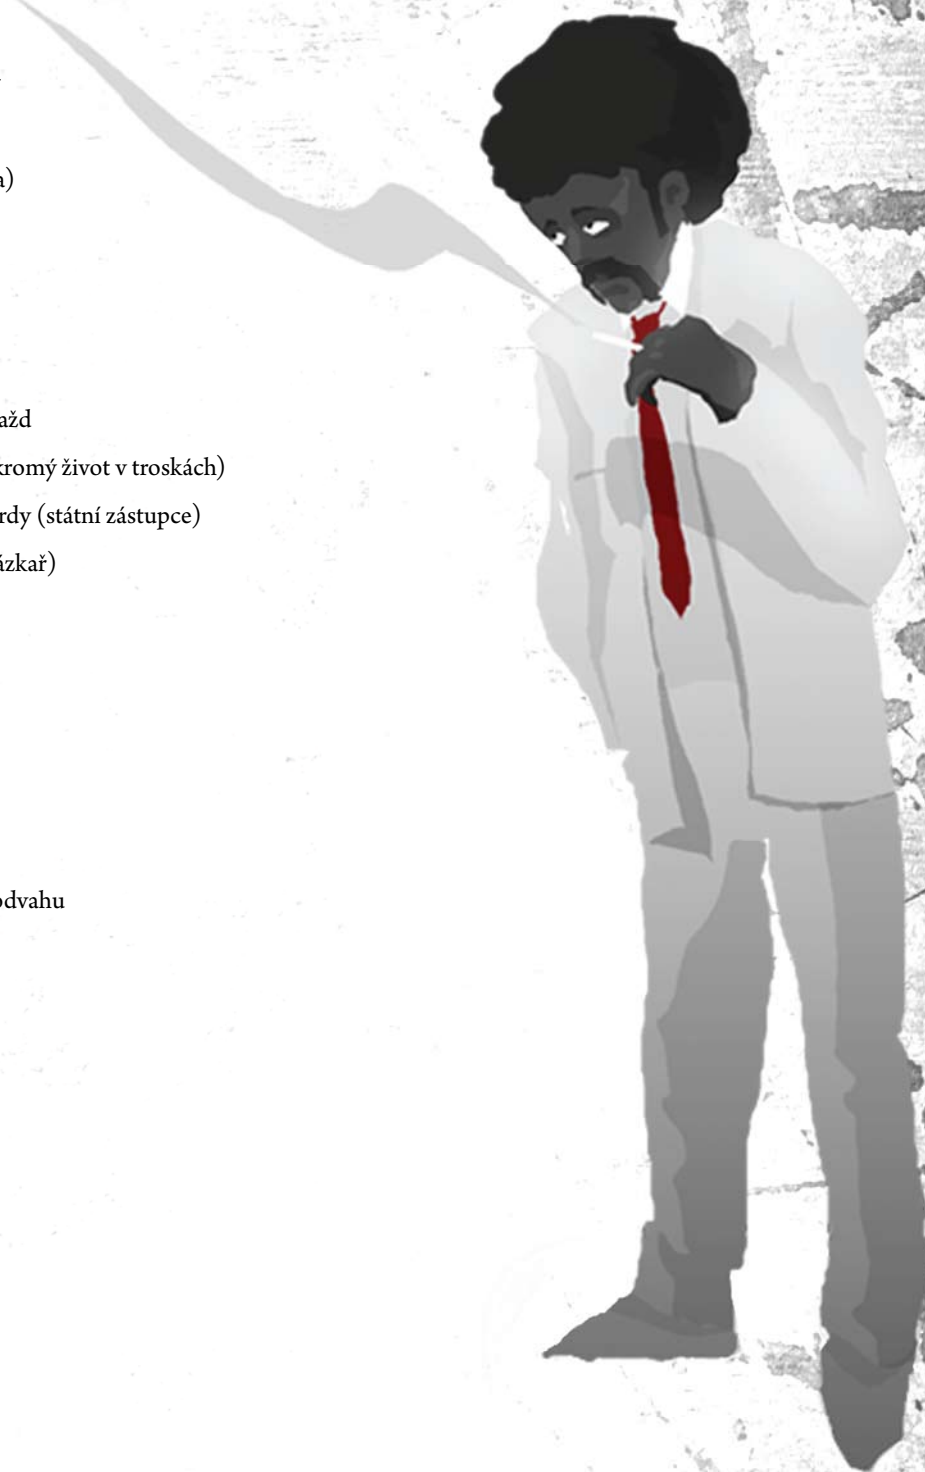 a)
ažd
kromý život v troskách)
rdy (státní zástupce)
ázkař)
odvahu